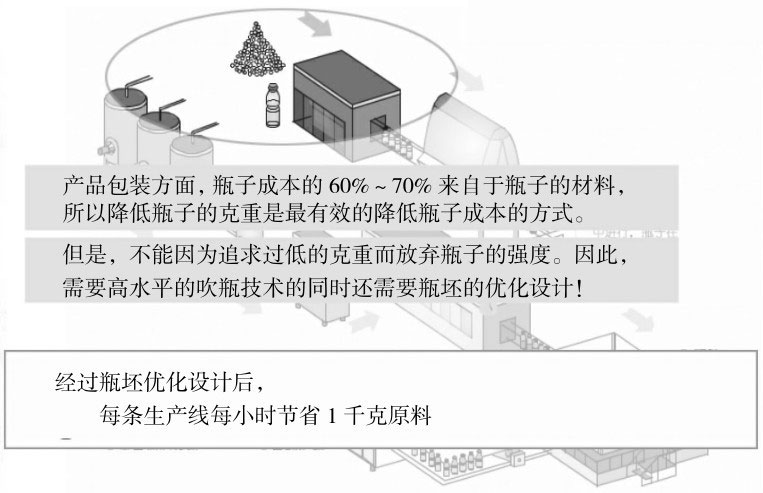 产品包装方面，瓶子成本的 60%～70% 来自于瓶子的材料，
所以降低瓶子的克重是最有效的降低瓶子成本的方式。
但是，不能因为追求过低的克重而放弃瓶子的强度。因此，
需要高水平的吹瓶技术的同时还需要瓶坯的优化设计！
经过瓶坯优化设计后，
每条生产线每小时节省 1 千克原料